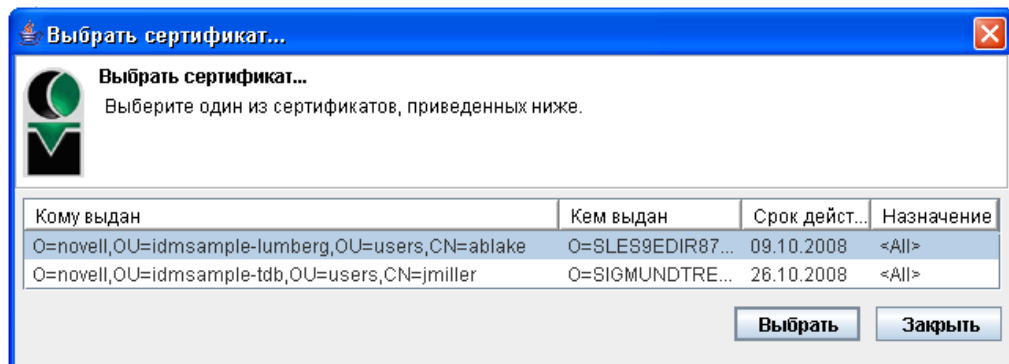 Выбрать сертификат...
Выбрать сертификат...
Выберите один из сертификатов, приведенных ниже.
Кому выдан Кем выдан Срок дейст... Назначение
O=novell,OU=idmsample-lumberg,OU=users,CN=ablake O=SLES9EDIR87... 09.10.2008 <All>
O=novell,OU=idmsample-tdb,OU=users,CN=jmiller O=SIGMUNDTRE... 26.10.2008 <All>
Выбрать Закрыть